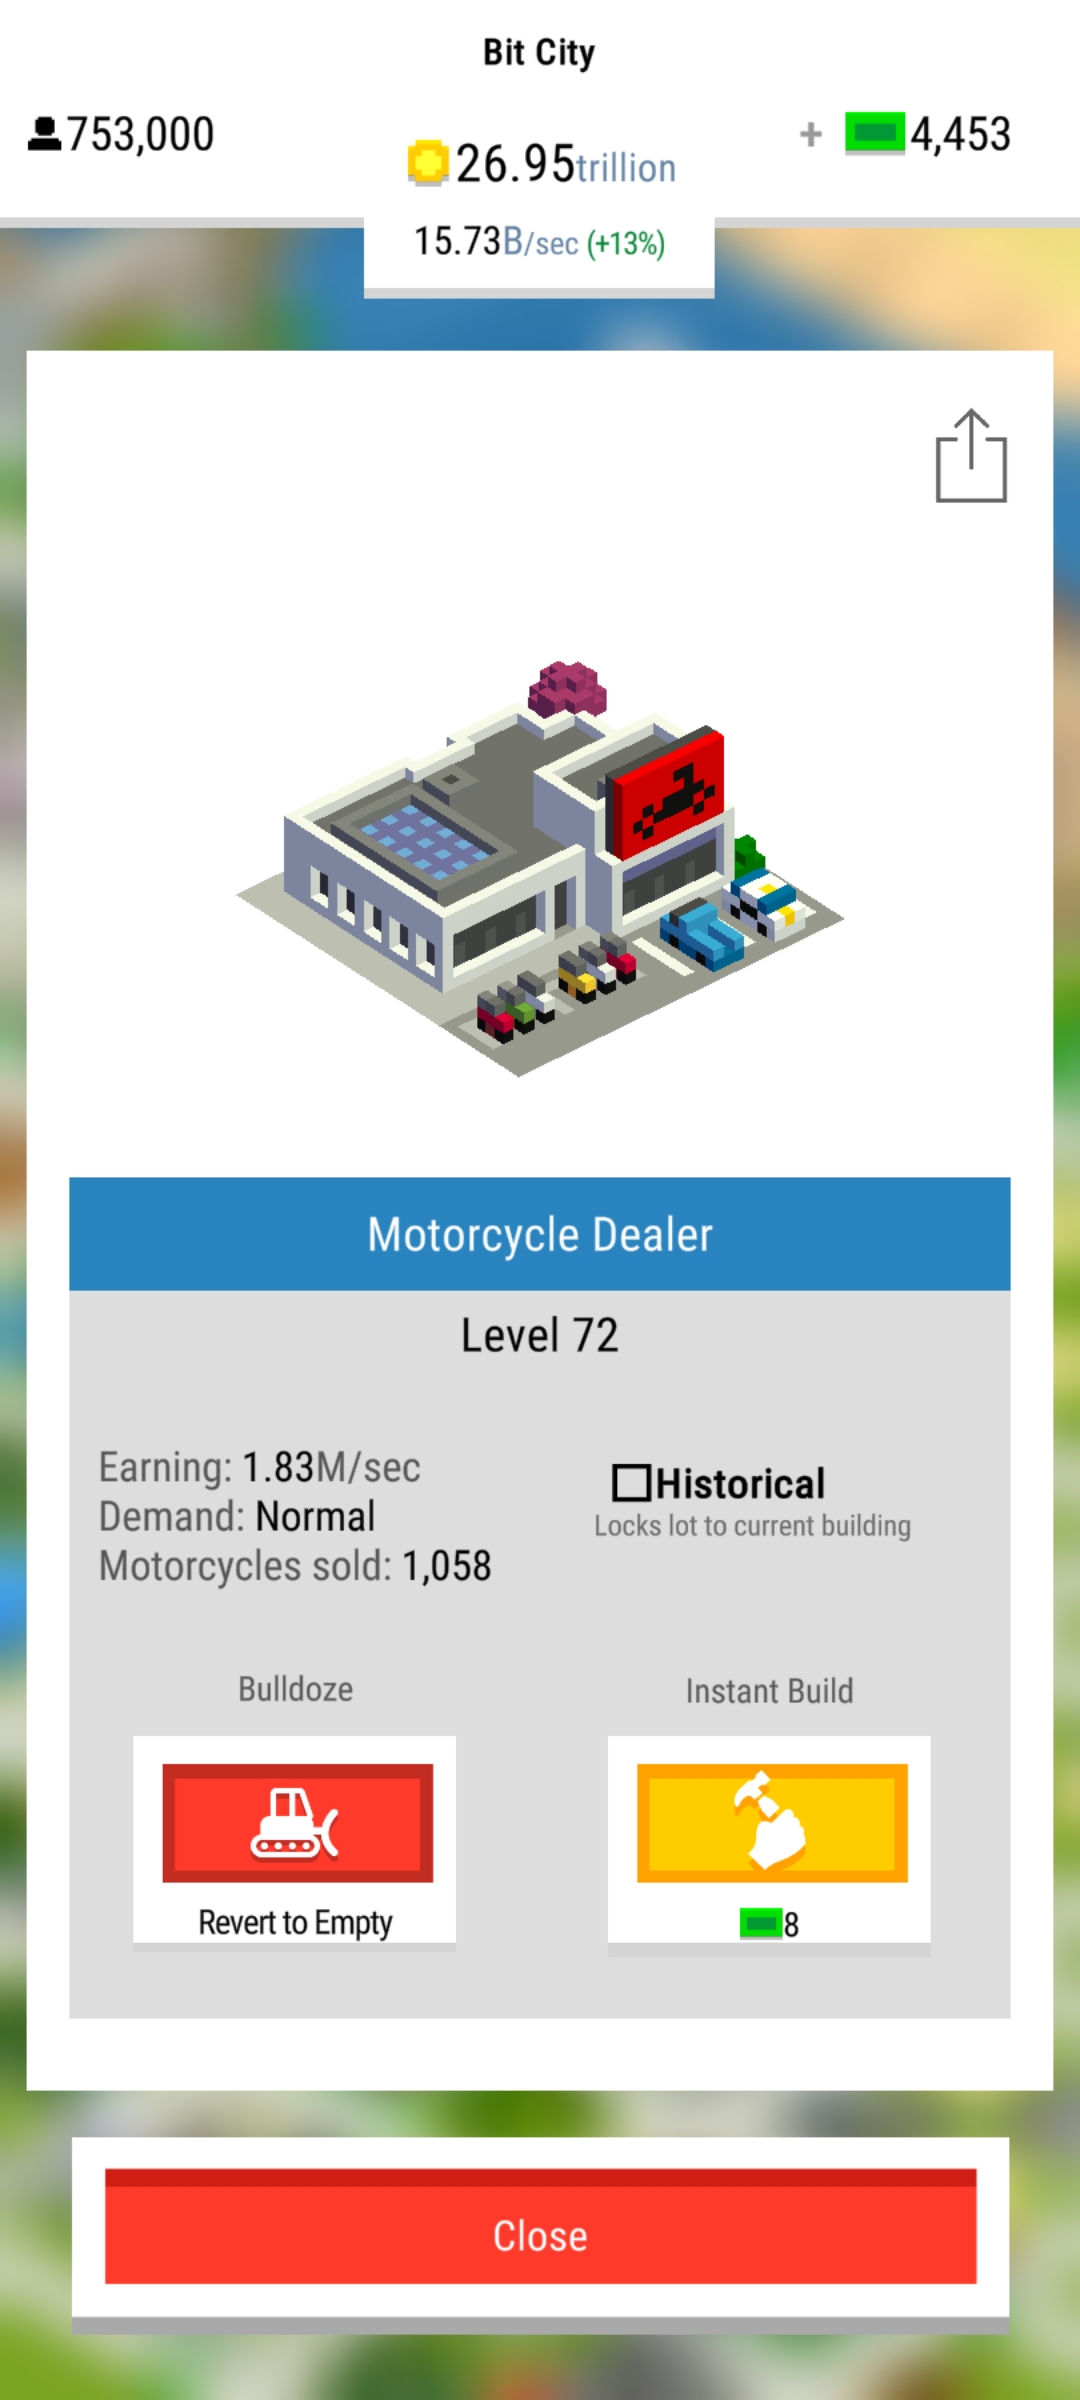 Bit City
753,000
26.95trillion
+ 4,453
15.73B/sec (+13%)
Motorcycle Dealer
Level 72
Earning: 1.83M/sec
Demand: Normal
Motorcycles sold: 1,058
Historical
Locks lot to current building
Bulldoze
Revert to Empty
Instant Build
8
Close